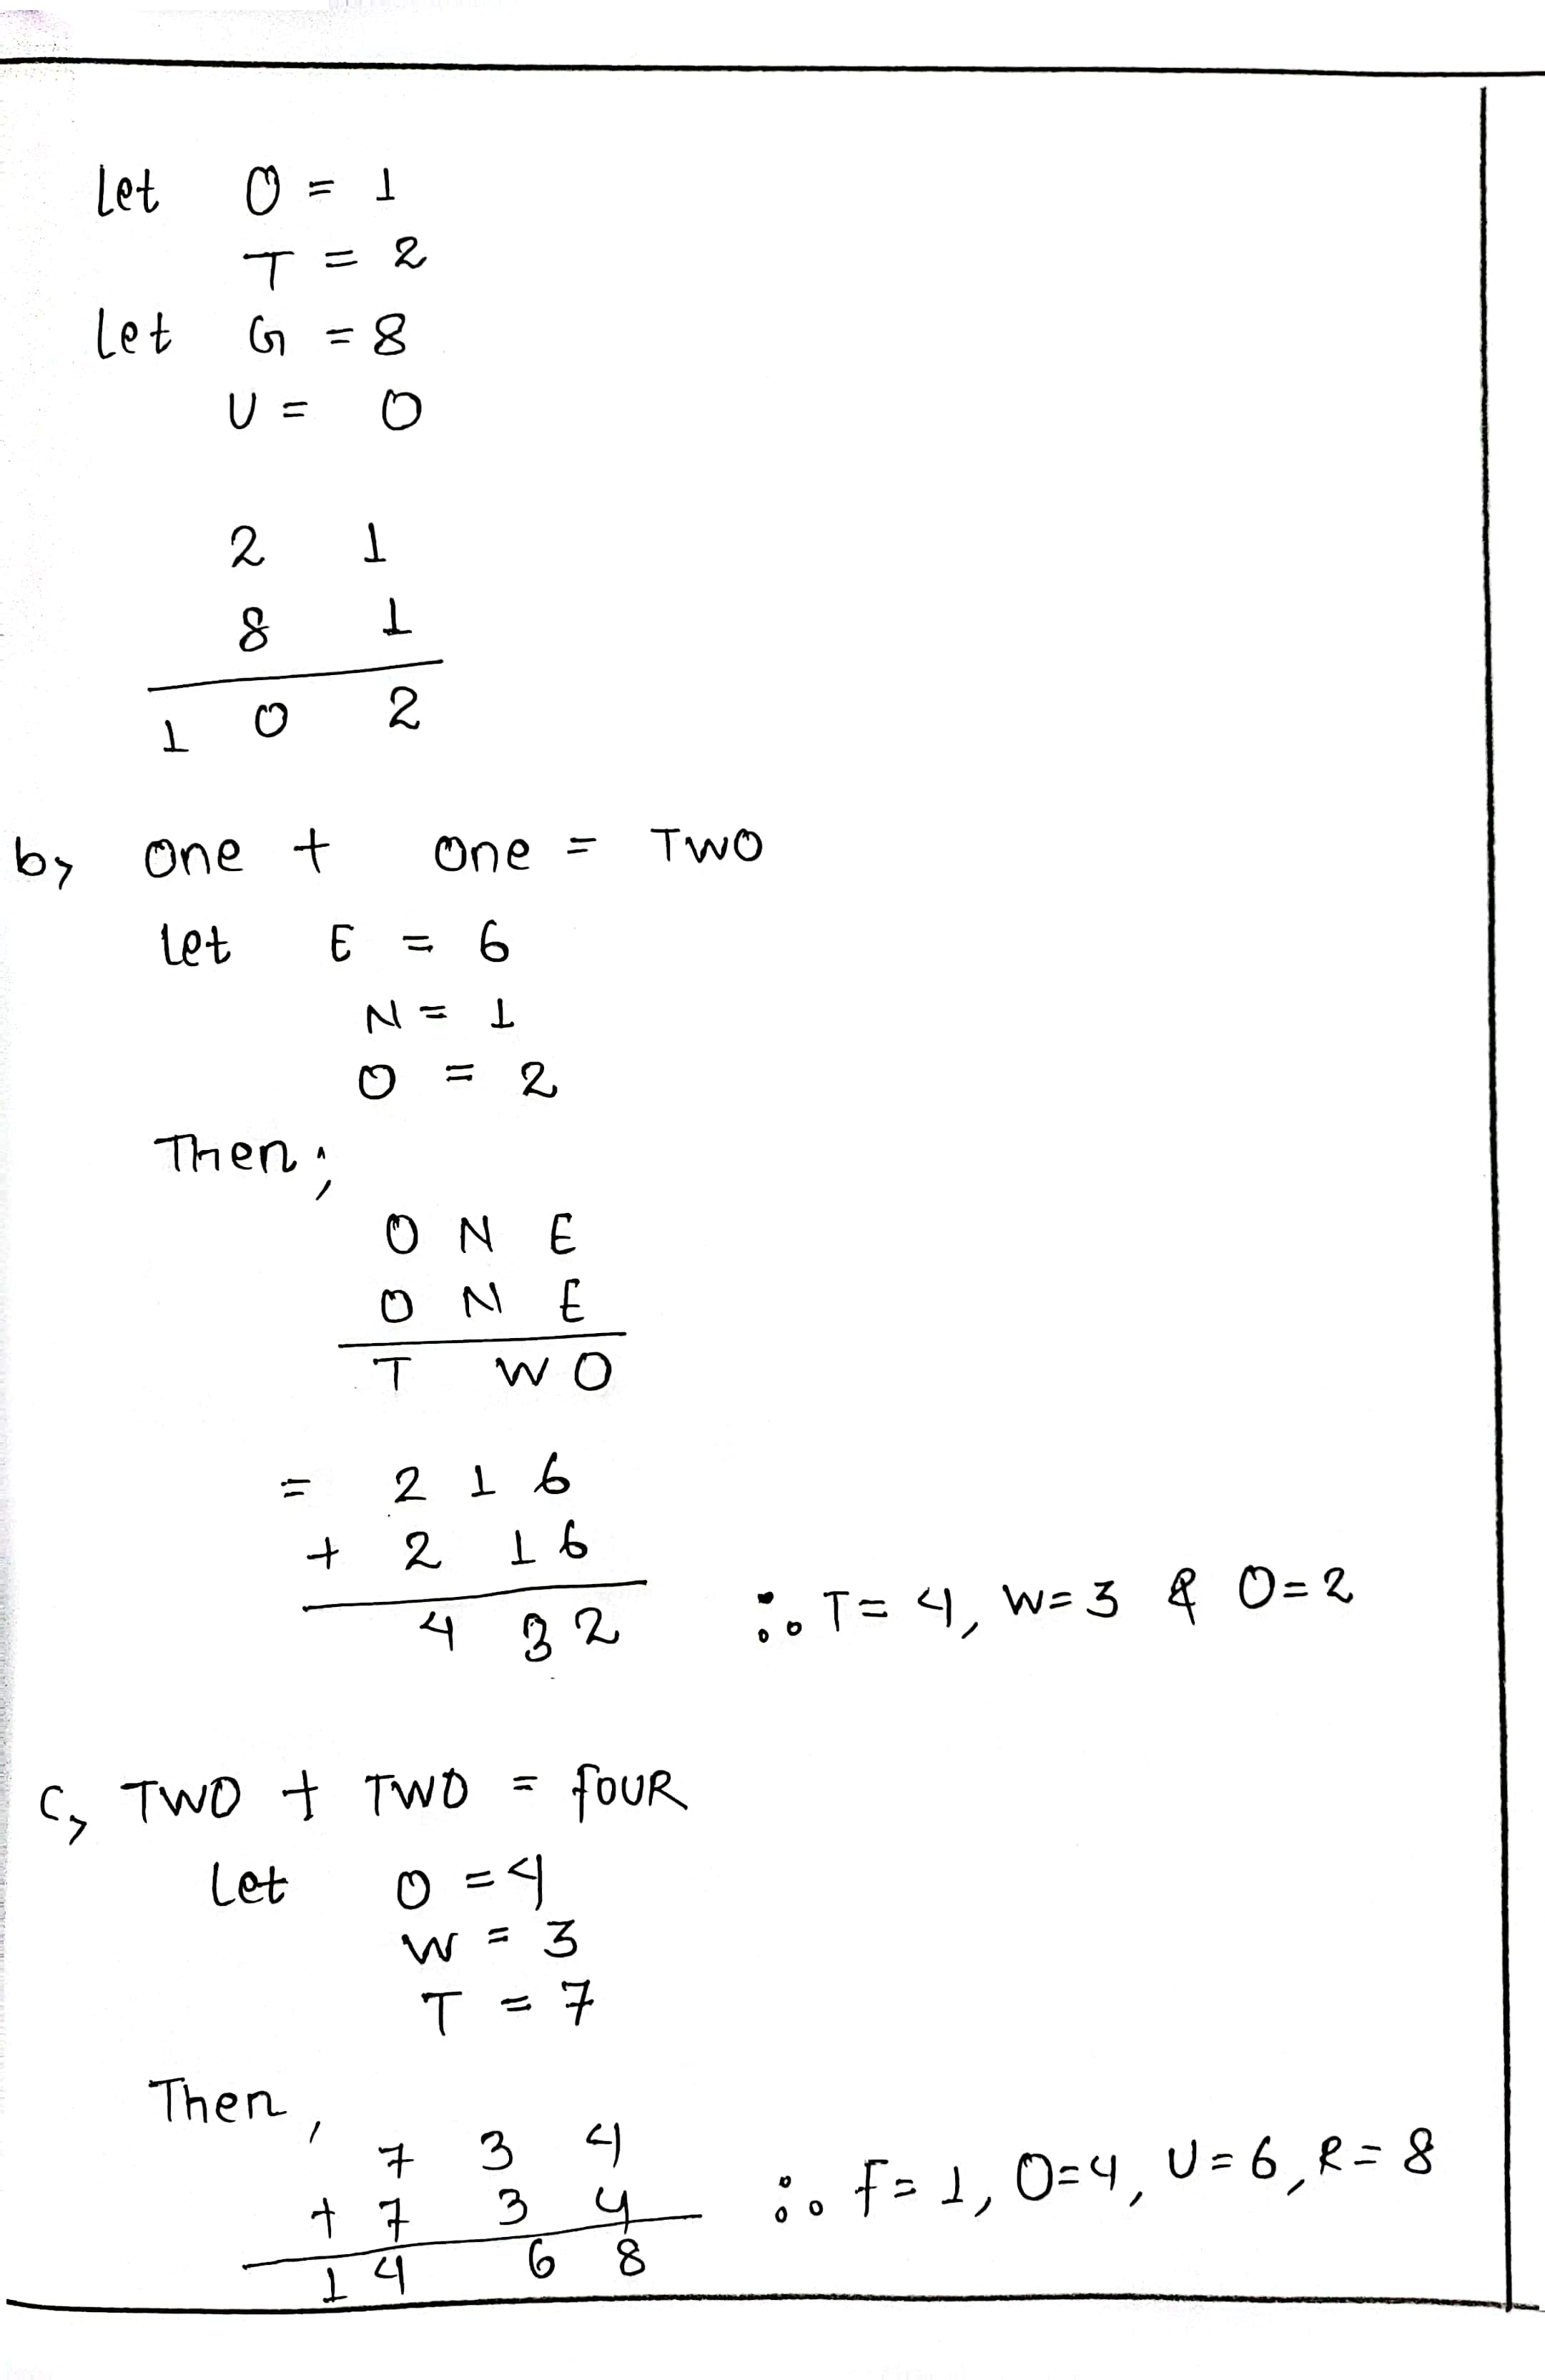 Let O = 1
T = 2
Let G = 8
U = 0
2 1
8 1
1 0 2
b, One + One = TWO
Let E = 6
N = 1
O = 2
Then;
O N E
O N E
T W O
= 2 1 6
+ 2 1 6
4 3 2 ∴ T = 4, W = 3 & O = 2
C, TWO + TWO = FOUR
Let O = 4
W = 3
T = 7
Then,
7 3 4
+ 7 3 4 ∴ F = 1, O = 4, U = 6, R = 8
1 4 6 8